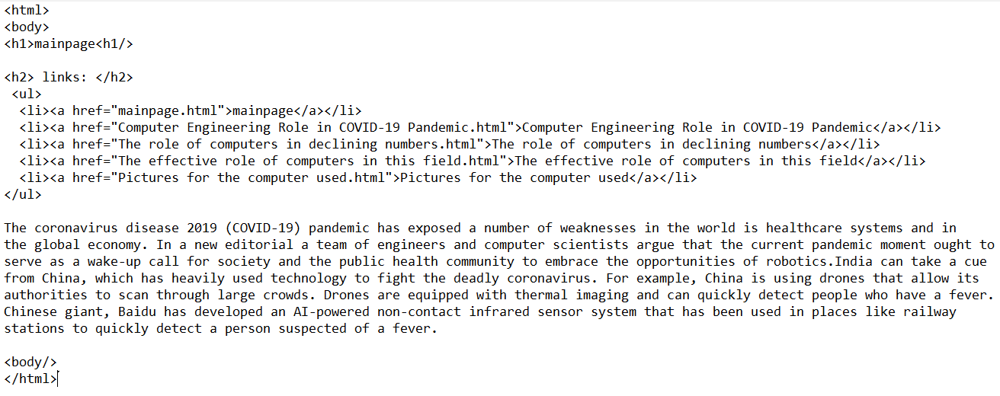 <html>
<body>
<h1>mainpage<h1/>
<h2> links: </h2>
<ul>
<li><a href="mainpage.html">mainpage</a></li>
<li><a href="Computer Engineering Role in COVID-19 Pandemic.html">Computer Engineering Role in COVID-19 Pandemic</a></li>
<li><a href="The role of computers in declining numbers.html">The role of computers in declining numbers</a></li>
<li><a href="The effective role of computers in this field.html">The effective role of computers in this field</a></li>
<li><a href="Pictures for the computer used.html">Pictures for the computer used</a></li>
</ul>
The coronavirus disease 2019 (COVID-19) pandemic has exposed a number of weaknesses in the world is healthcare systems and in
the global economy. In a new editorial a team of engineers and computer scientists argue that the current pandemic moment ought to
serve as a wake-up call for society and the public health community to embrace the opportunities of robotics.India can take a cue
from China, which has heavily used technology to fight the deadly coronavirus. For example, China is using drones that allow its
authorities to scan through large crowds. Drones are equipped with thermal imaging and can quickly detect people who have a fever.
Chinese giant, Baidu has developed an AI-powered non-contact infrared sensor system that has been used in places like railway
stations to quickly detect a person suspected of a fever.
<body/>
</html>